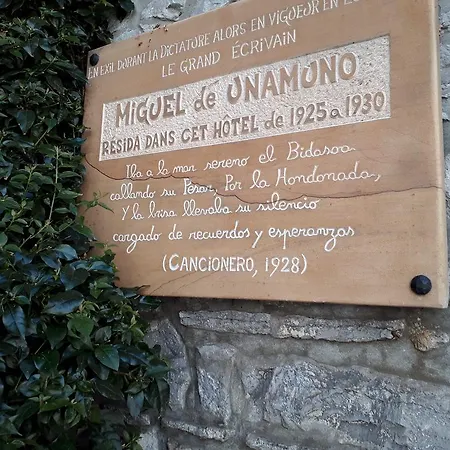 EN EXIL DURANT LA DICTATURE ALORS EN VIGUEUR EN
LE GRAND ÉCRIVAIN
MIGUEL de UNAMUNO
RÉSIDA DANS CET HÔTEL de 1925 a 1930
Iba a la mar sereno el Bidasoa
callando su Pesar, Por la Hondonada,
Y la brisa llevaba su silencio
cargado de recuerdos y esperanzas
(CANCIONERO, 1928)